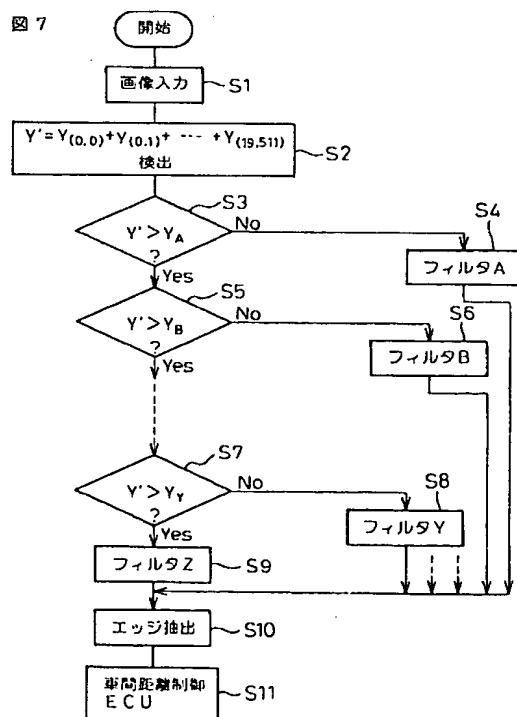 図 7
開始
画像入力
S1
Y'=Y(0,0)+Y(0,1)+ ---- +Y(19,511)
検出
S2
S3
Y'>YA
?
No
Yes
S4
フィルタA
S5
Y'>YB
?
No
Yes
S6
フィルタB
S7
Y'>YY
?
No
Yes
S8
フィルタY
フィルタZ
S9
エッジ抽出
S10
車間距離制御
ECU
S11